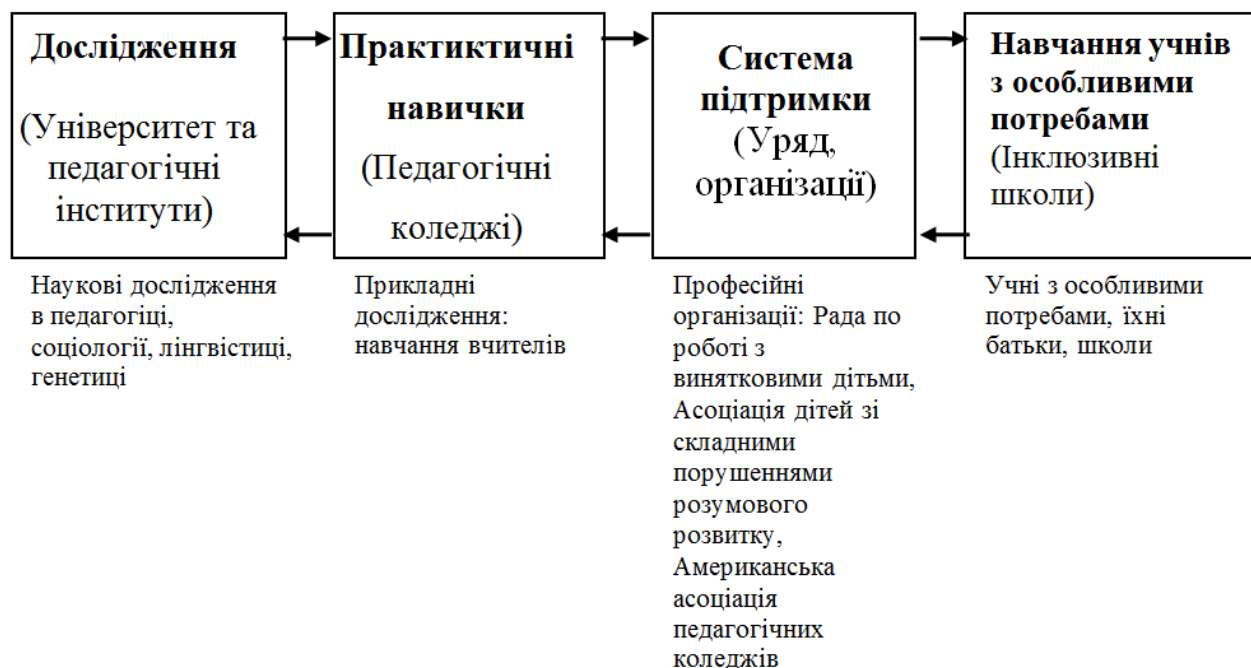 Дослідження
(Університет та
педагогічні
інститути)
Практиктичні
навички
(Педагогічні
коледжі)
Система
підтримки
(Уряд,
організації)
Навчання учнів
з особливими
потребами
(Інклюзивні
школи)
Наукові дослідження
в педагогіці,
соціології, лінгвістиці,
генетиці
Прикладні
дослідження:
навчання вчителів
Професійні
організації: Рада по
роботі з
винятковими дітьми,
Асоціація дітей зі
складними
порушеннями
розумового
розвитку,
Американська
асоціація
педагогічних
коледжів
Учні з особливими
потребами, їхні
батьки, школи